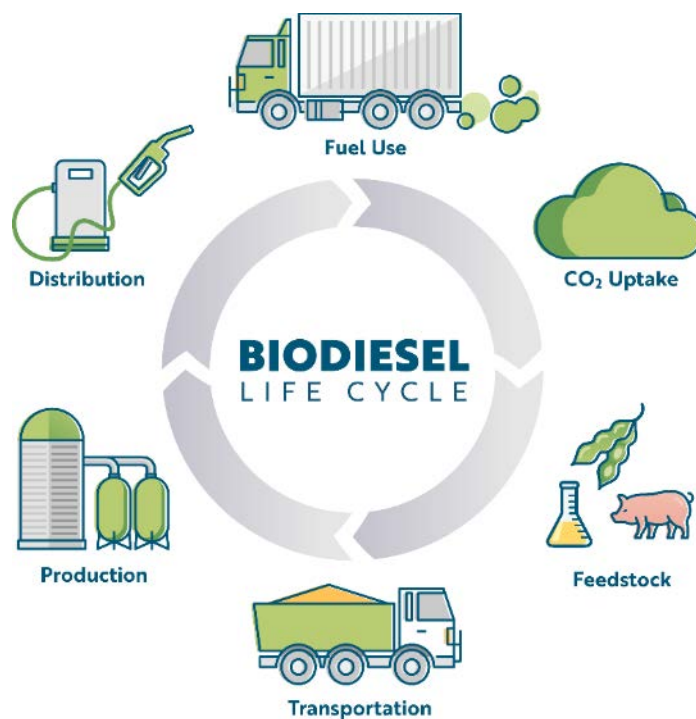 Fuel Use
Distribution
CO₂ Uptake
BIODIESEL
LIFE CYCLE
Production
Feedstock
Transportation